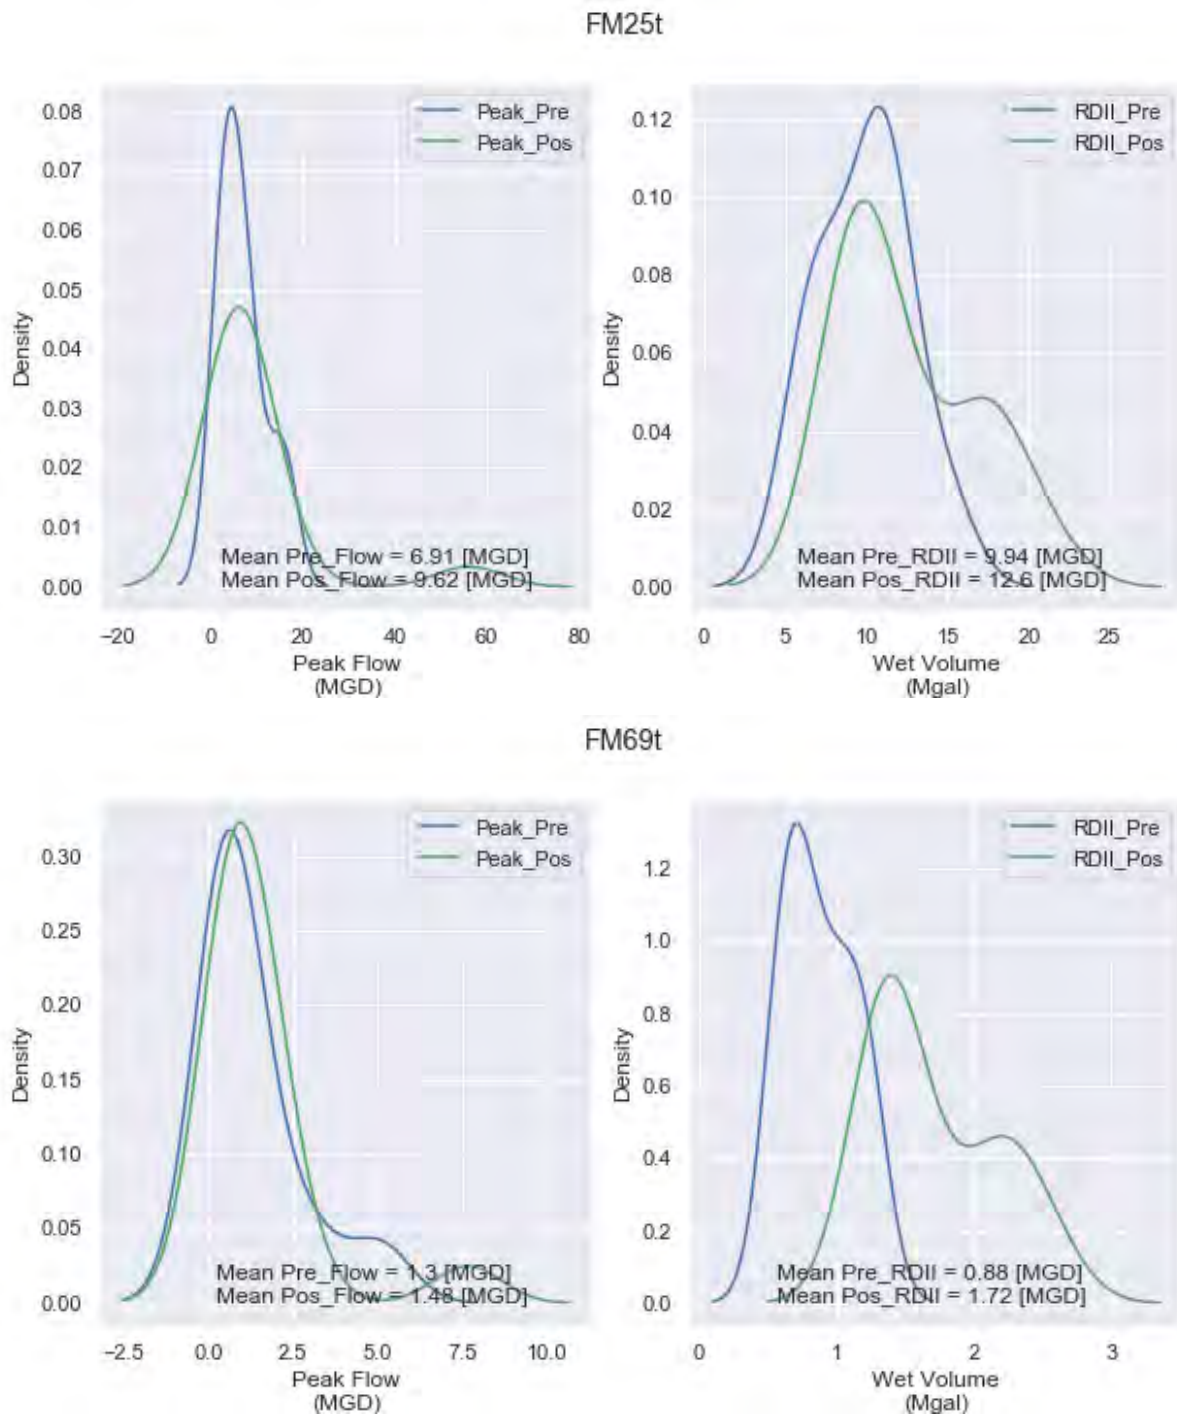 FM25t
Peak_Pre
Peak_Pos
0.08
0.07
0.06
0.05
0.04
0.03
0.02
0.01
0.00
Density
Mean Pre_Flow = 6.91 [MGD]
Mean Pos_Flow = 9.62 [MGD]
−20 0 20 40 60 80
Peak Flow
(MGD)
RDII_Pre
RDII_Pos
0.12
0.10
0.08
0.06
0.04
0.02
0.00
Density
Mean Pre_RDII = 9.94 [MGD]
Mean Pos_RDII = 12.6 [MGD]
0 5 10 15 20 25
Wet Volume
(Mgal)
FM69t
Peak_Pre
Peak_Pos
0.30
0.25
0.20
0.15
0.10
0.05
0.00
Density
Mean Pre_Flow = 1.3 [MGD]
Mean Pos_Flow = 1.48 [MGD]
−2.5 0.0 2.5 5.0 7.5 10.0
Peak Flow
(MGD)
RDII_Pre
RDII_Pos
1.2
1.0
0.8
0.6
0.4
0.2
0.0
Density
Mean Pre_RDII = 0.88 [MGD]
Mean Pos_RDII = 1.72 [MGD]
0 1 2 3
Wet Volume
(Mgal)